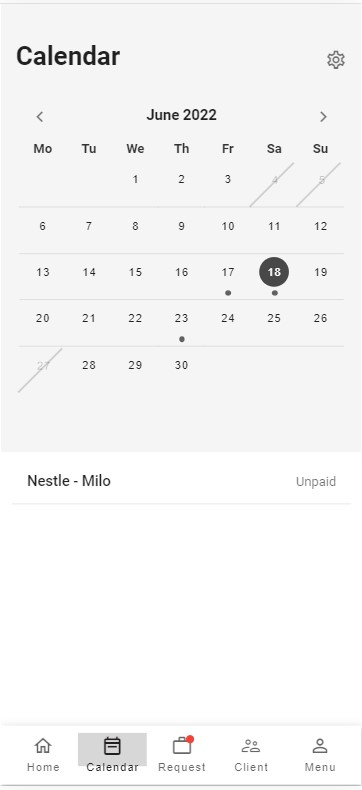 Calendar
June 2022
Mo Tu We Th Fr Sa Su
1 2 3 4 5
6 7 8 9 10 11 12
13 14 15 16 17 18 19
20 21 22 23 24 25 26
27 28 29 30
Nestle - Milo Unpaid
Home Calendar Request Client Menu